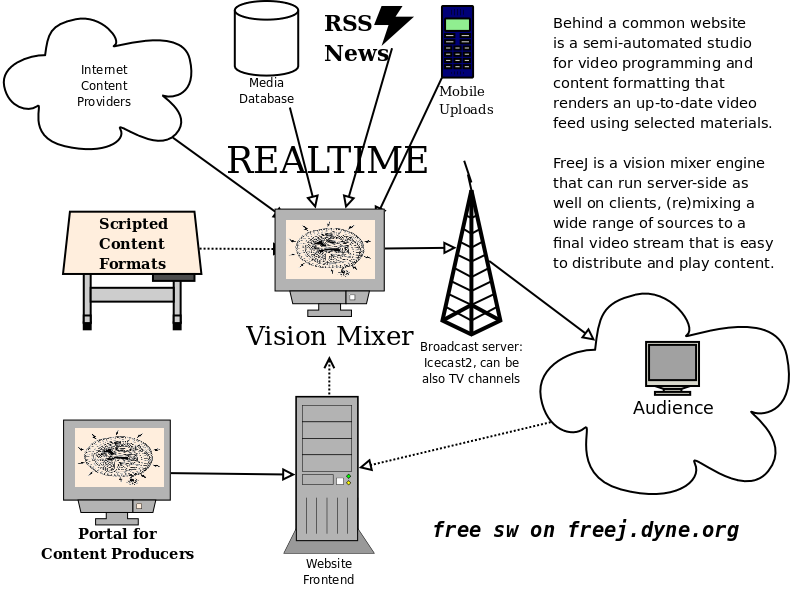 Internet
Content
Providers
Media
Database
RSS
News
Mobile
Uploads
Behind a common website
is a semi-automated studio
for video programming and
content formatting that
renders an up-to-date video
feed using selected materials.
FreeJ is a vision mixer engine
that can run server-side as
well on clients, (re)mixing a
wide range of sources to a
final video stream that is easy
to distribute and play content.
REALTIME
Scripted
Content
Formats
Vision Mixer
Broadcast server:
Icecast2, can be
also TV channels
Audience
Portal for
Content Producers
Website
Frontend
free sw on freej.dyne.org